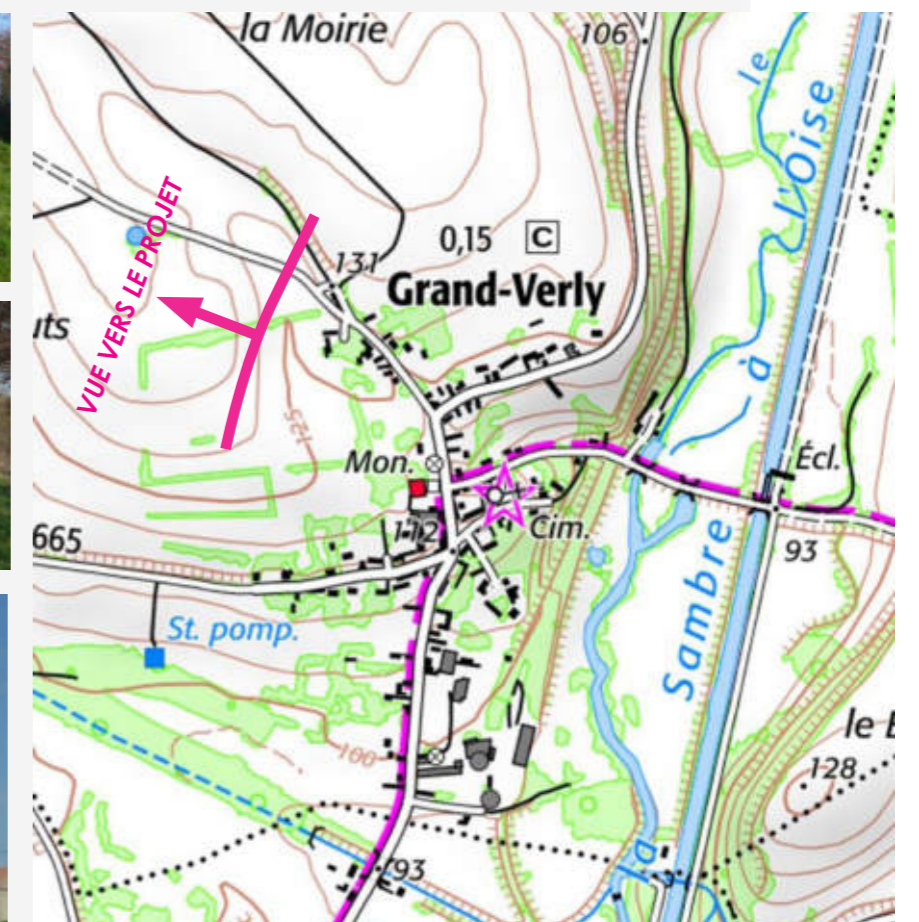 la Moirie
106
le
à l'Oise
VUE VERS LE PROJET
131
0,15 C
Grand-Verly
uts
125
Mon.
Écl.
112
Cim.
665
93
Sambre
St. pomp.
le
100
128
93
la